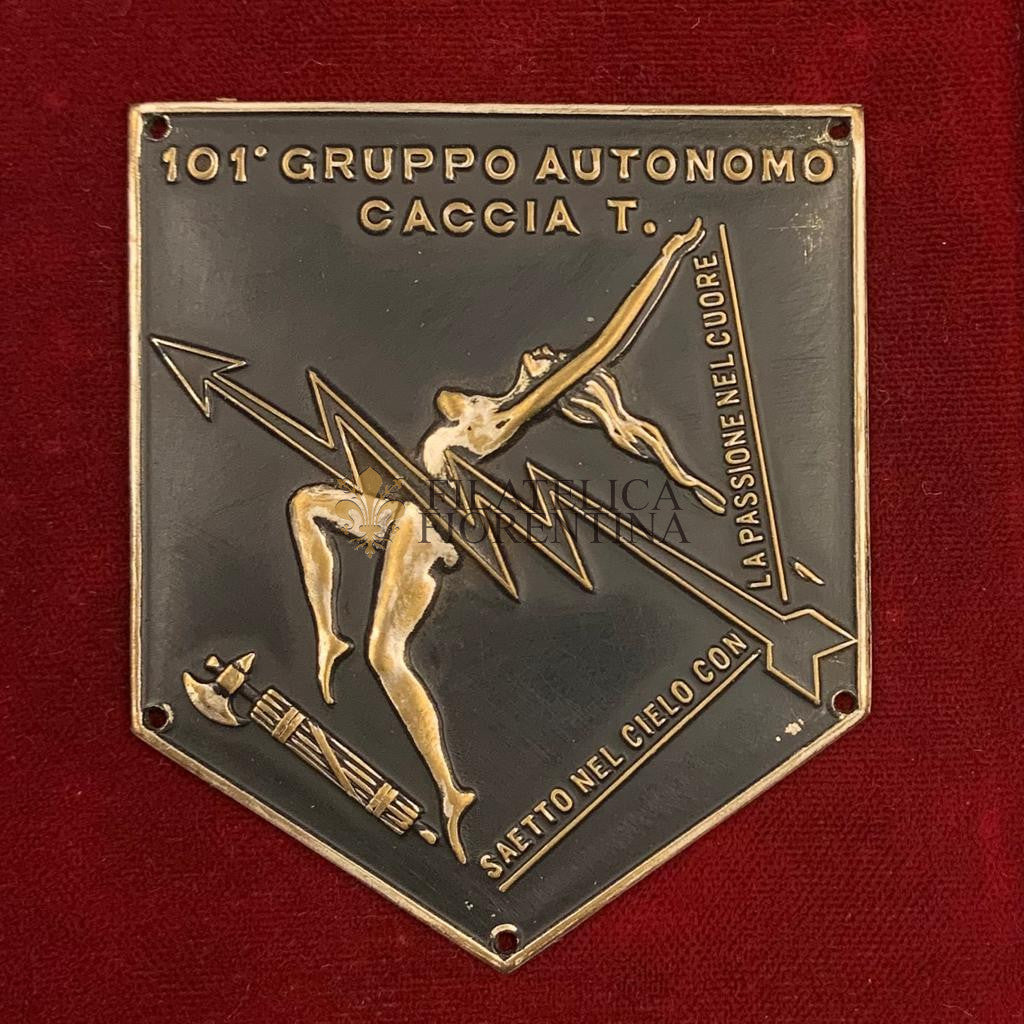 101° GRUPPO AUTONOMO
CACCIA T.
SAETTO NEL CIELO CON
LA PASSIONE NEL CUORE
FILATELICA
FIORENTINA